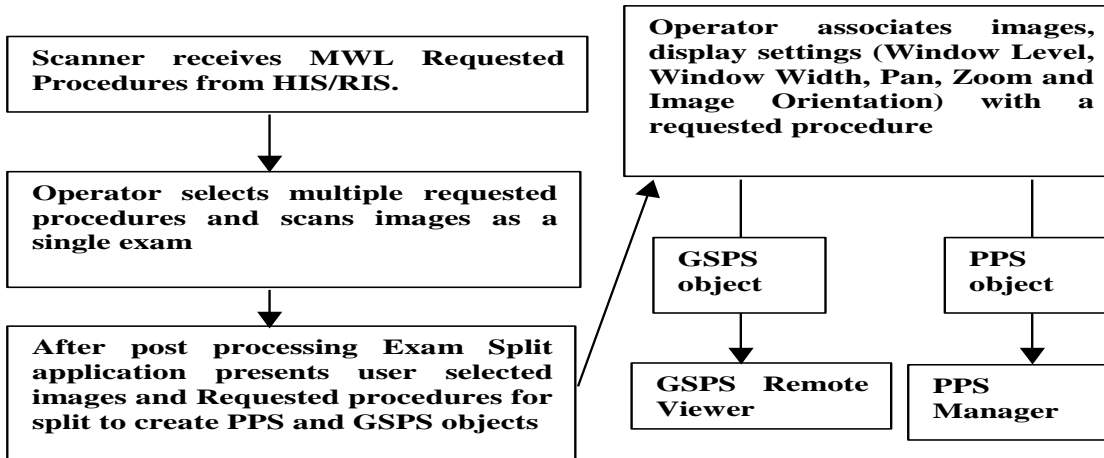 Scanner receives MWL Requested
Procedures from HIS/RIS.
Operator selects multiple requested
procedures and scans images as a
single exam
After post processing Exam Split
application presents user selected
images and Requested procedures for
split to create PPS and GSPS objects
Operator associates images,
display settings (Window Level,
Window Width, Pan, Zoom and
Image Orientation) with a
requested procedure
GSPS
object
PPS
object
GSPS Remote
Viewer
PPS
Manager